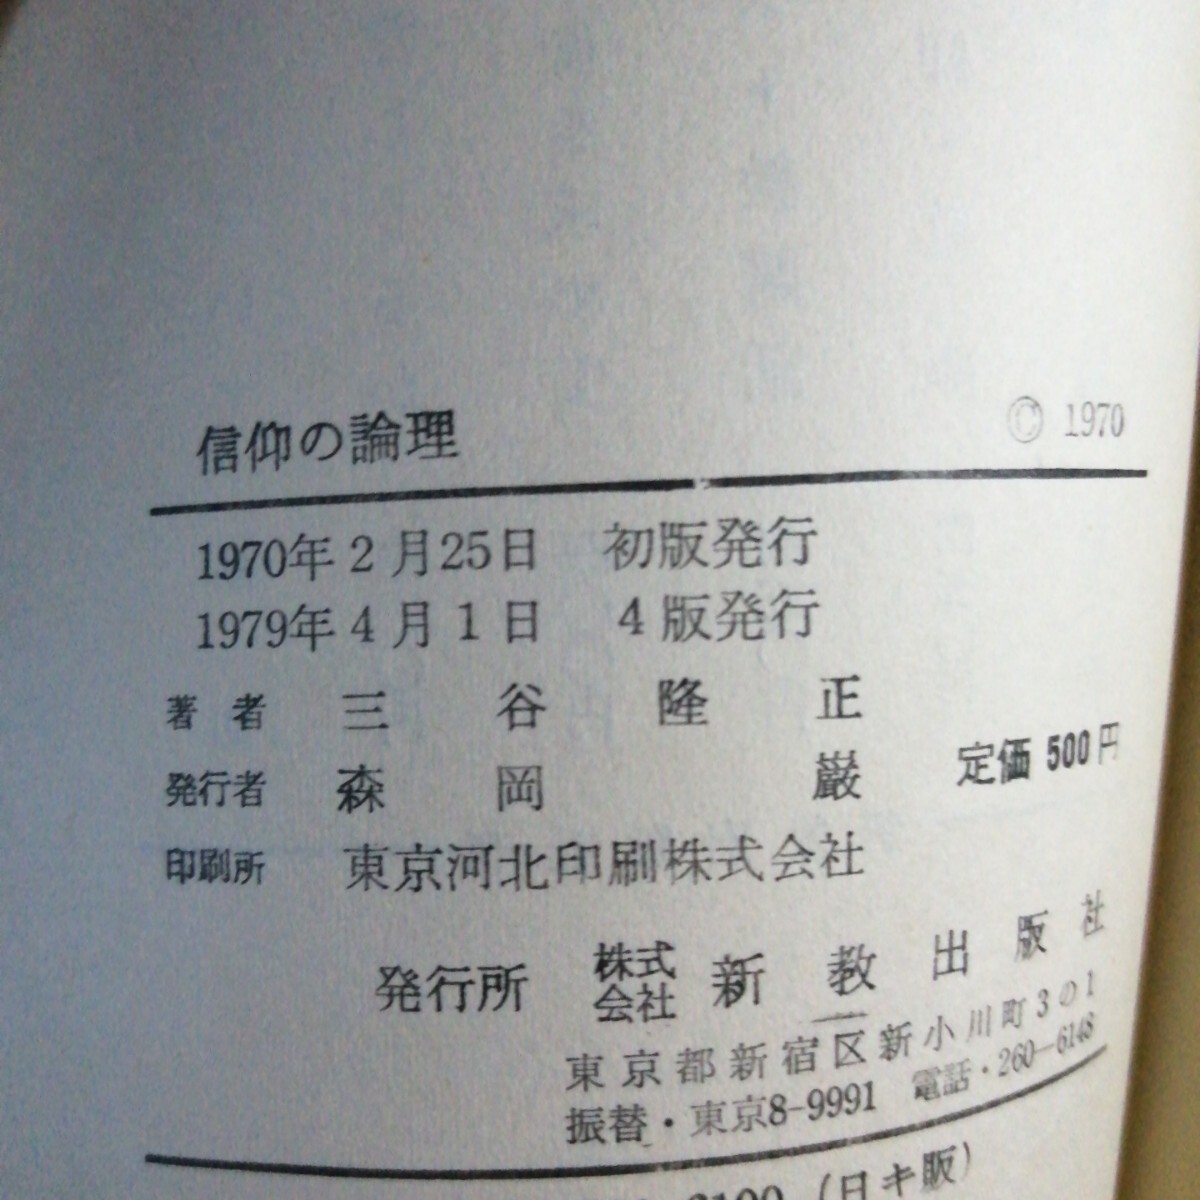 信仰の論理 © 1970
1970年2月25日 初版発行
1979年4月1日 4版発行
著者 三谷隆正
発行者 森岡巌 定価 500円
印刷所 東京河北印刷株式会社
発行所 株式会社 新教出版社
東京都新宿区新小川町3の1
振替・東京8-9991 電話・260-6148
(日キ販)